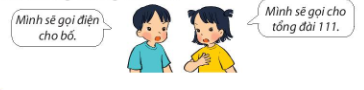 Mình sẽ gọi điện
cho bố.
Mình sẽ gọi cho
tổng đài 111.